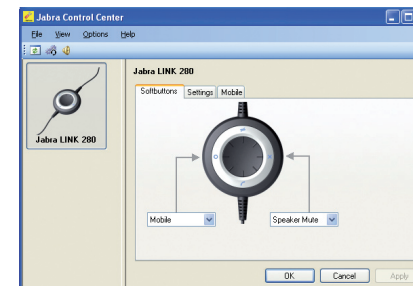 Jabra Control Center
File View Options Help
Jabra LINK 280
Jabra LINK 280
Softbuttons Settings Mobile
Mobile Speaker Mute
OK Cancel Apply